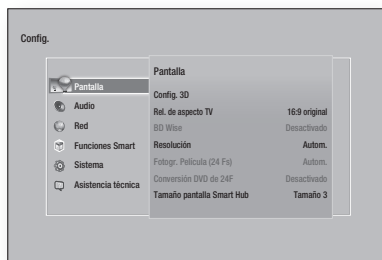 Config.
Pantalla
Audio
Red
Funciones Smart
Sistema
Asistencia técnica
Pantalla
Config. 3D
Rel. de aspecto TV 16:9 original
BD Wise Desactivado
Resolución Autom.
Fotogr. Película (24 Fs) Autom.
Conversión DVD de 24F Desactivado
Tamaño pantalla Smart Hub Tamaño 3